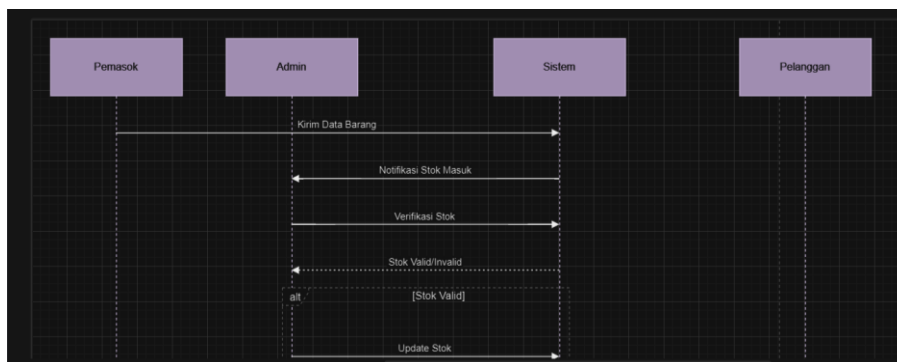 Pemasok
Admin
Sistem
Pelanggan
Kirim Data Barang
Notifikasi Stok Masuk
Verifikasi Stok
Stok Valid/Invalid
alt
[Stok Valid]
Update Stok